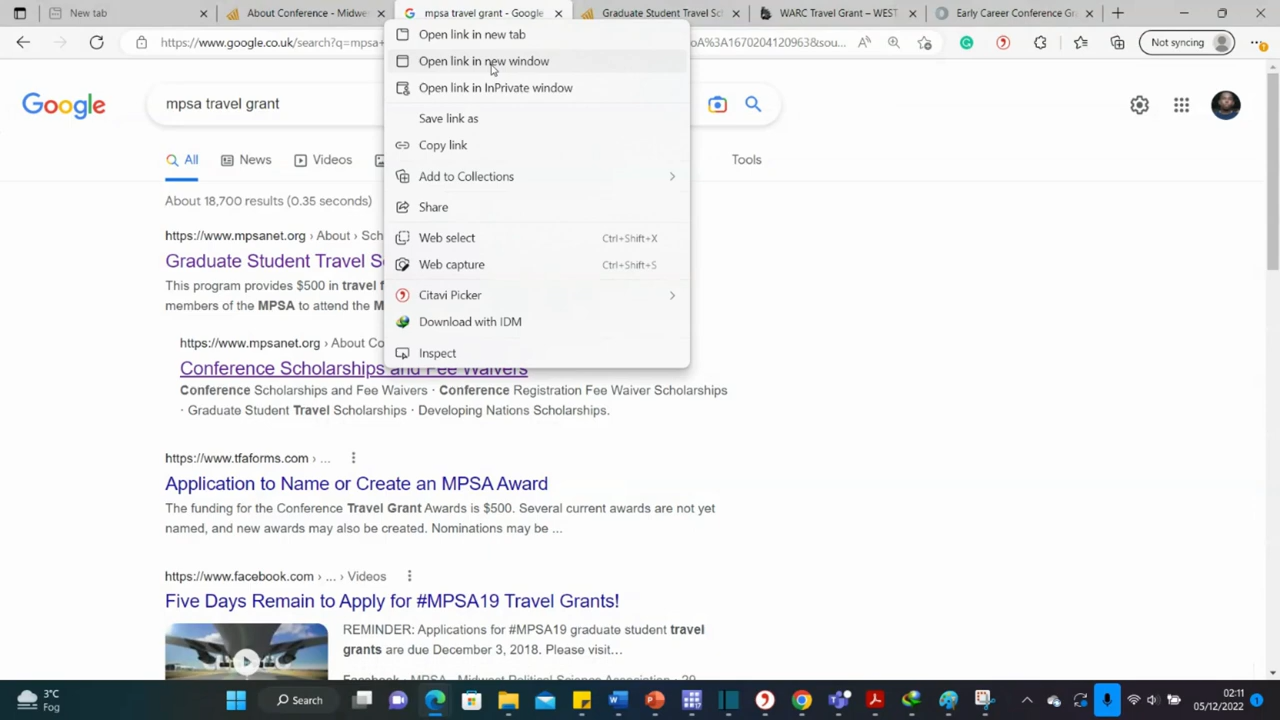 New tab
About Conference - Midwe
mpsa travel grant - Google
Graduate Student Travel Sc
WARC Travel Grant – WEST
Early Career Conference Gr
https://www.google.co.uk/search?q=mpsa+
oA%3A1670204120963&sou...
Not syncing
Google
mpsa travel grant
Open link in new tab
Open link in new window
Open link in InPrivate window
Save link as
Copy link
Add to Collections
Share
Web select Ctrl+Shift+X
Web capture Ctrl+Shift+S
Citavi Picker
Download with IDM
Inspect
All
News
Videos
Tools
About 18,700 results (0.35 seconds)
https://www.mpsanet.org › About › Sch
Graduate Student Travel S
This program provides $500 in travel f
members of the MPSA to attend the M
https://www.mpsanet.org › About Co
Conference Scholarships and Fee Waivers
Conference Scholarships and Fee Waivers · Conference Registration Fee Waiver Scholarships
· Graduate Student Travel Scholarships · Developing Nations Scholarships.
https://www.tfaforms.com › ...
Application to Name or Create an MPSA Award
The funding for the Conference Travel Grant Awards is $500. Several current awards are not yet
named, and new awards may also be created. Nominations may be ...
https://www.facebook.com › ... › Videos
Five Days Remain to Apply for #MPSA19 Travel Grants!
REMINDER: Applications for #MPSA19 graduate student travel
grants are due December 3, 2018. Please visit...
3°C
Fog
Search
02:11
05/12/2022